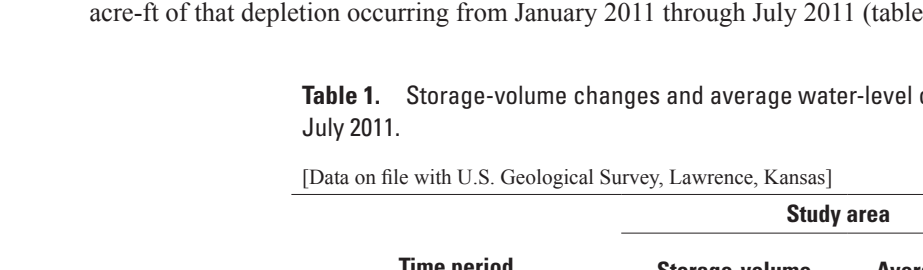 acre-ft of that depletion occurring from January 2011 through July 2011 (table
Table 1. Storage-volume changes and average water-level
July 2011.
[Data on file with U.S. Geological Survey, Lawrence, Kansas]
Study area
Time period
Storage-volume